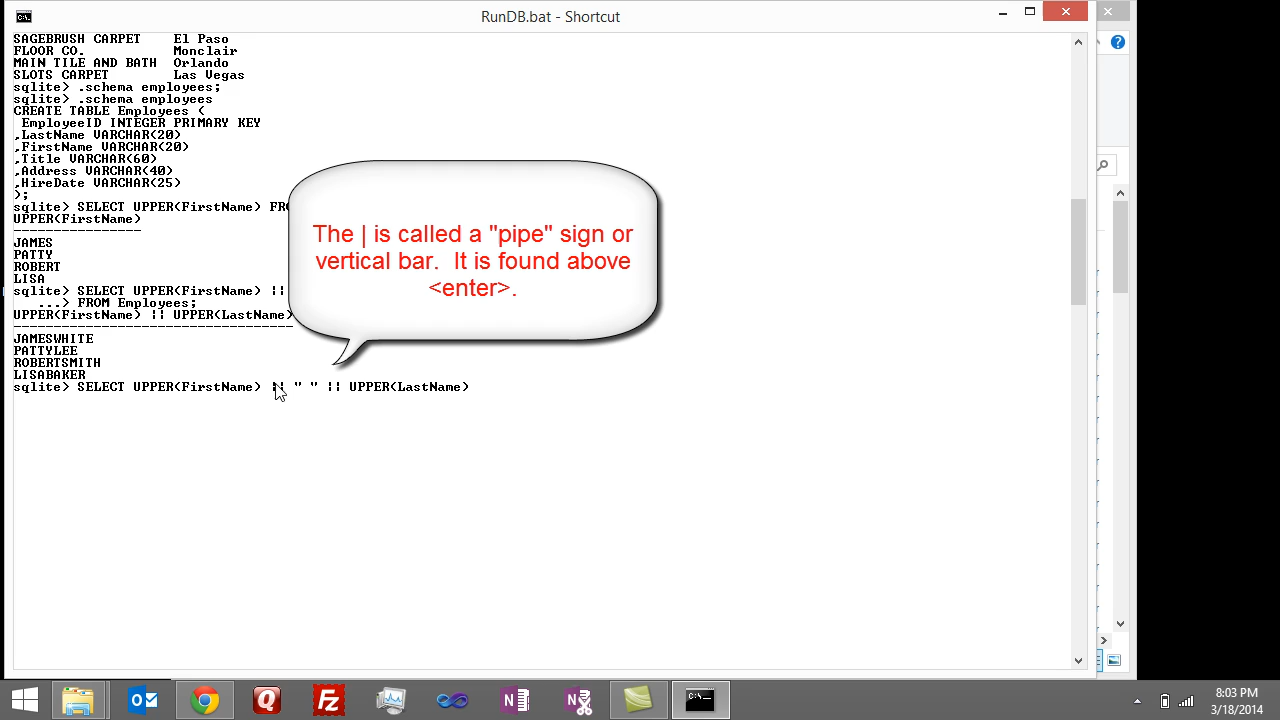 RunDB.bat - Shortcut
SAGEBRUSH CARPET    El Paso
FLOOR CO.           Monclair
MAIN TILE AND BATH  Orlando
SLOTS CARPET        Las Vegas
sqlite> .schema employees;
sqlite> .schema employees
CREATE TABLE Employees (
 EmployeeID INTEGER PRIMARY KEY
,LastName VARCHAR(20)
,FirstName VARCHAR(20)
,Title VARCHAR(60)
,Address VARCHAR(40)
,HireDate VARCHAR(25)
);
sqlite> SELECT UPPER(FirstName) FRO
UPPER(FirstName)
----------------
JAMES
PATTY
ROBERT
LISA
sqlite> SELECT UPPER(FirstName) ||
   ...> FROM Employees;
UPPER(FirstName) || UPPER(LastName)
-----------------------------------
JAMESWHITE
PATTYLEE
ROBERTSMITH
LISABAKER
sqlite> SELECT UPPER(FirstName) || " " || UPPER(LastName)
The | is called a "pipe" sign or
vertical bar.  It is found above
<enter>.
8:03 PM
3/18/2014